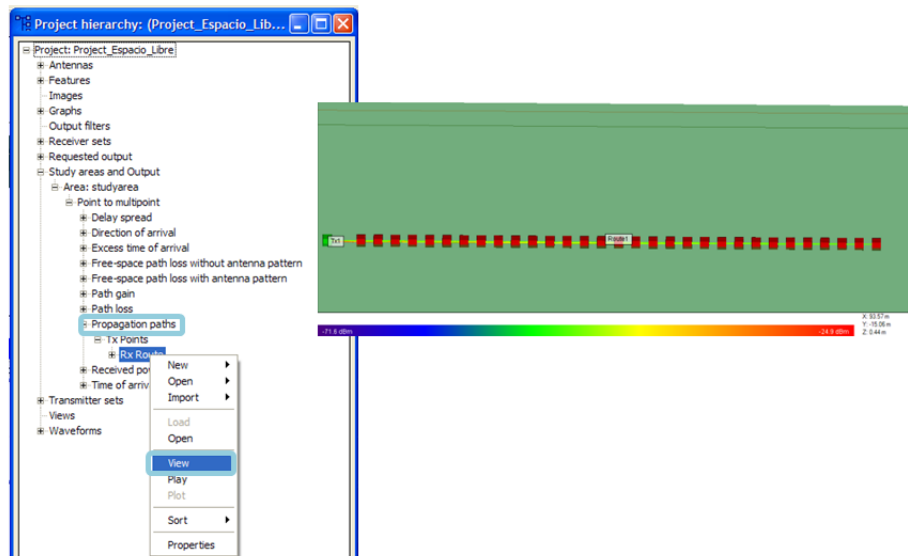 Project hierarchy: (Project_Espacio_Lib...
Project: Project_Espacio_Libre
Antennas
Features
Images
Graphs
Output filters
Receiver sets
Requested output
Study areas and Output
Area: studyarea
Point to multipoint
Delay spread
Direction of arrival
Excess time of arrival
Free-space path loss without antenna pattern
Free-space path loss with antenna pattern
Path gain
Path loss
Propagation paths
Tx Points
Rx Route
Received po
Time of arriv
Transmitter sets
Views
Waveforms
New
Open
Import
Load
Open
View
Play
Plot
Sort
Properties
Tx1
Route1
-71.6 dBm
-24.9 dBm
X: 93.57 m
Y: -15.06 m
Z: 0.44 m